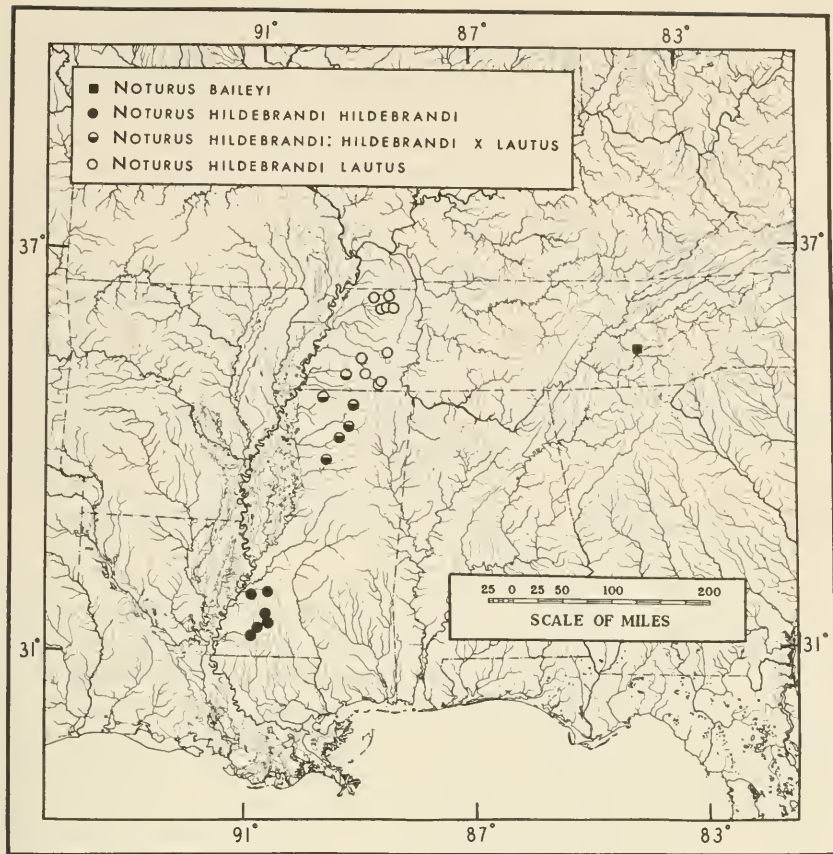 91° 87° 83°
■ NOTURUS BAILEYI
● NOTURUS HILDEBRANDI HILDEBRANDI
◒ NOTURUS HILDEBRANDI: HILDEBRANDI X LAUTUS
○ NOTURUS HILDEBRANDI LAUTUS
37° 37°
25 0 25 50 100 200
SCALE OF MILES
31° 31°
91° 87° 83°